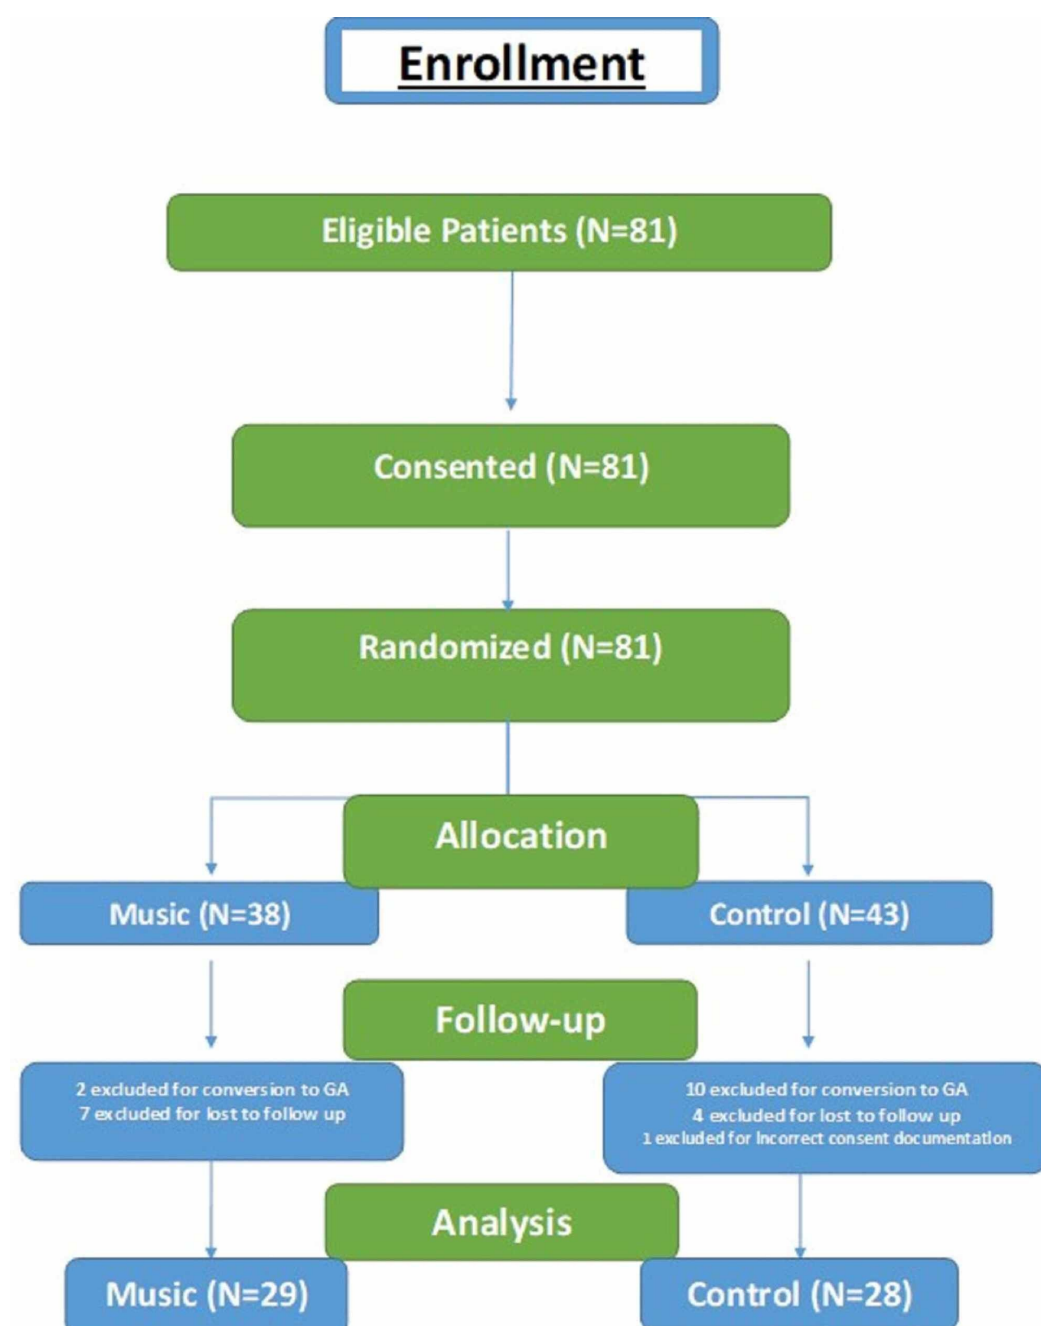 Enrollment
Eligible Patients (N=81)
Consented (N=81)
Randomized (N=81)
Allocation
Music (N=38)
Control (N=43)
Follow-up
2 excluded for conversion to GA
7 excluded for lost to follow up
10 excluded for conversion to GA
4 excluded for lost to follow up
1 excluded for Incorrect consent documentation
Analysis
Music (N=29)
Control (N=28)